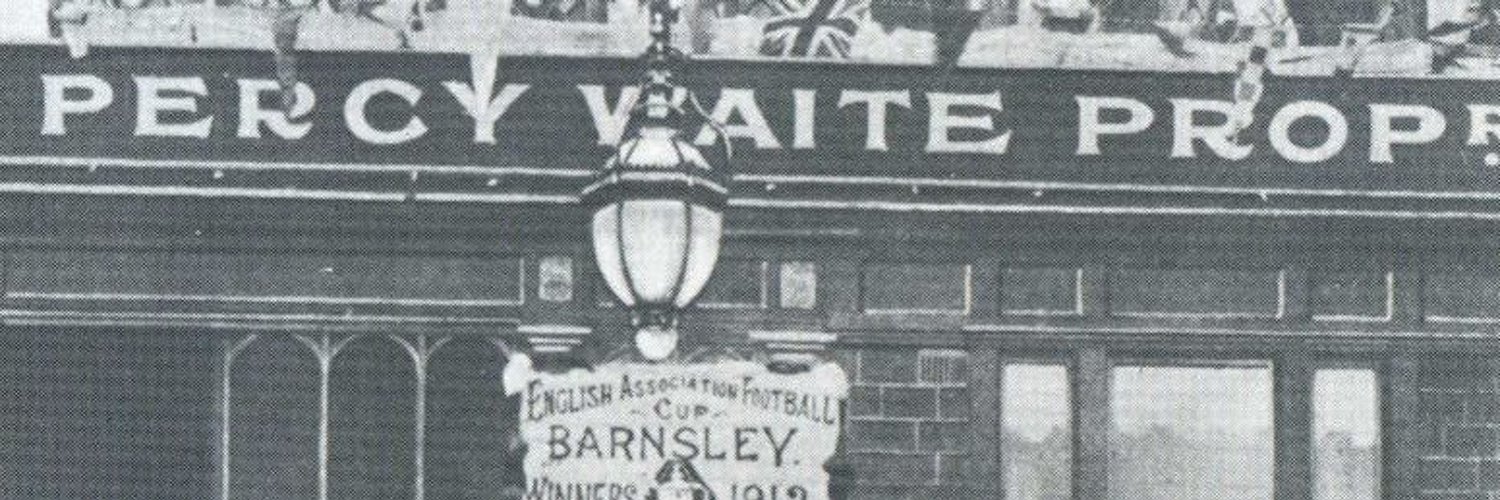 PERCY WAITE PROPR.
ENGLISH ASSOCIATION FOOTBALL
CUP
BARNSLEY.
WINNERS 1912